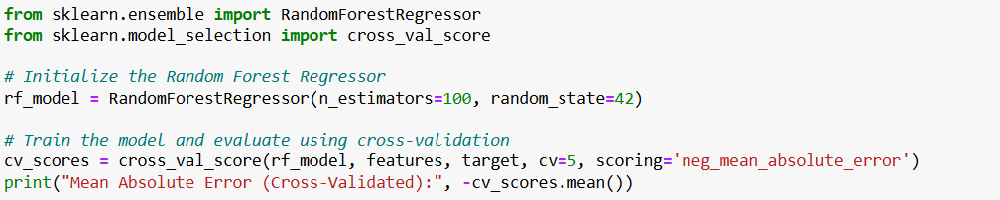 from sklearn.ensemble import RandomForestRegressor
from sklearn.model_selection import cross_val_score
# Initialize the Random Forest Regressor
rf_model = RandomForestRegressor(n_estimators=100, random_state=42)
# Train the model and evaluate using cross-validation
cv_scores = cross_val_score(rf_model, features, target, cv=5, scoring='neg_mean_absolute_error')
print("Mean Absolute Error (Cross-Validated):", -cv_scores.mean())